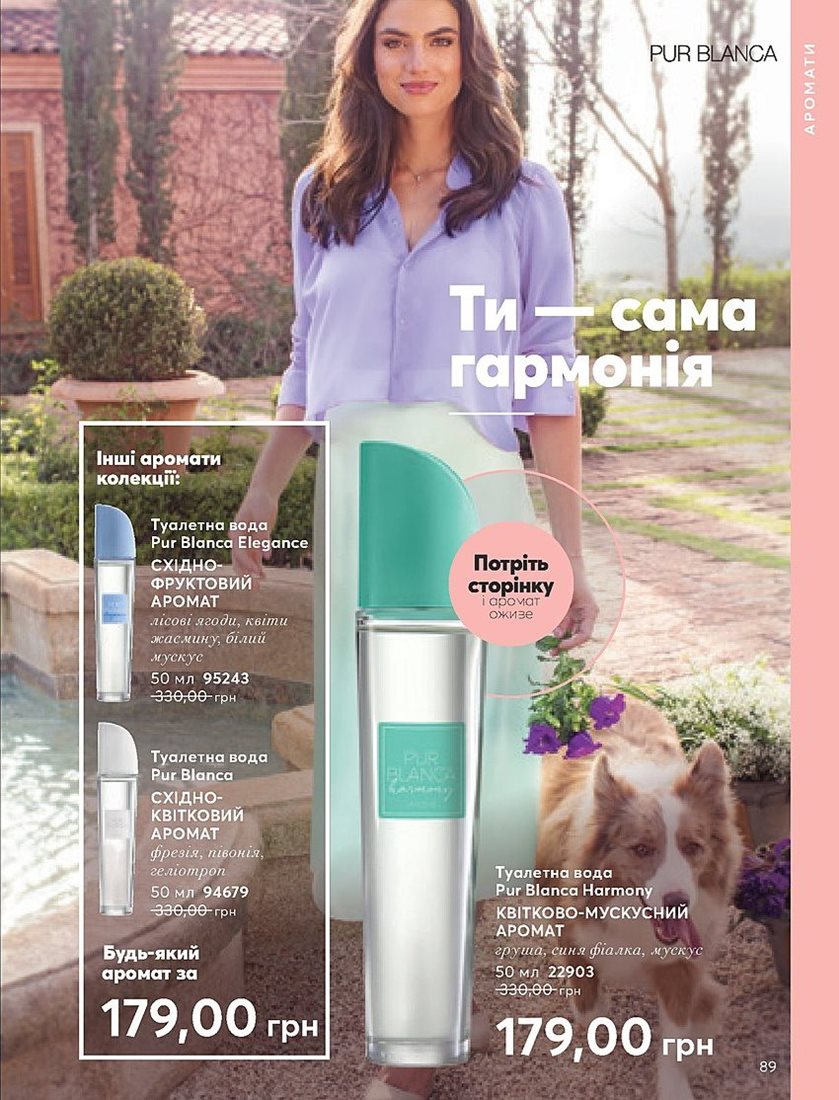 PUR BLANCA
АРОМАТИ
Ти — сама
гармонія
Інші аромати
колекції:
Туалетна вода
Pur Blanca Elegance
СХІДНО-
ФРУКТОВИЙ
АРОМАТ
лісові ягоди, квіти
жасмину, білий
мускус
50 мл 95243
330,00 грн
Туалетна вода
Pur Blanca
СХІДНО-
КВІТКОВИЙ
АРОМАТ
фрезія, півонія,
геліотроп
50 мл 94679
330,00 грн
Будь-який
аромат за
179,00 грн
Потріть
сторінку
і аромат
оживе
PUR
BLANCA
harmony
Туалетна вода
Pur Blanca Harmony
КВІТКОВО-МУСКУСНИЙ
АРОМАТ
груша, синя фіалка, мускус
50 мл 22903
330,00 грн
179,00 грн
89